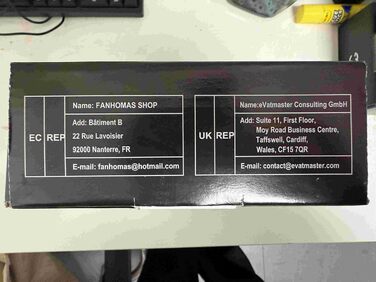 EC REP
Name: FANHOMAS SHOP
Add: Bâtiment B
22 Rue Lavoisier
92000 Nanterre, FR
E-mail: fanhomas@hotmail.com
UK REP
Name:eVatmaster Consulting GmbH
Add: Suite 11, First Floor,
Moy Road Business Centre,
Taffswell, Cardiff,
Wales, CF15 7QR
E-mail: contact@evatmaster.com